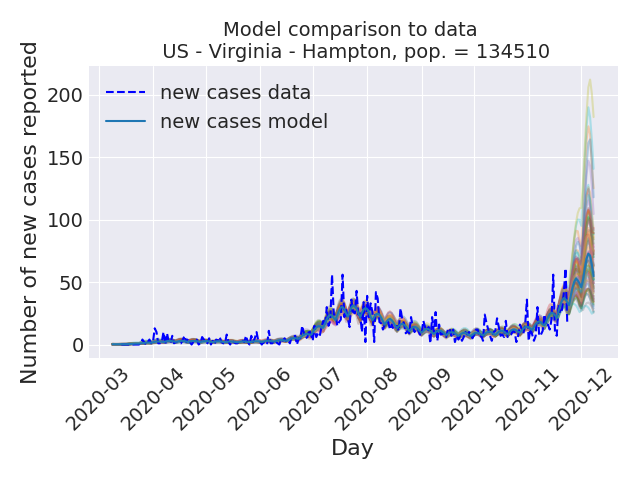 Model comparison to data
US - Virginia - Hampton, pop. = 134510
Number of new cases reported
200
150
100
50
0
new cases data
new cases model
2020-03
2020-04
2020-05
2020-06
2020-07
2020-08
2020-09
2020-10
2020-11
2020-12
Day